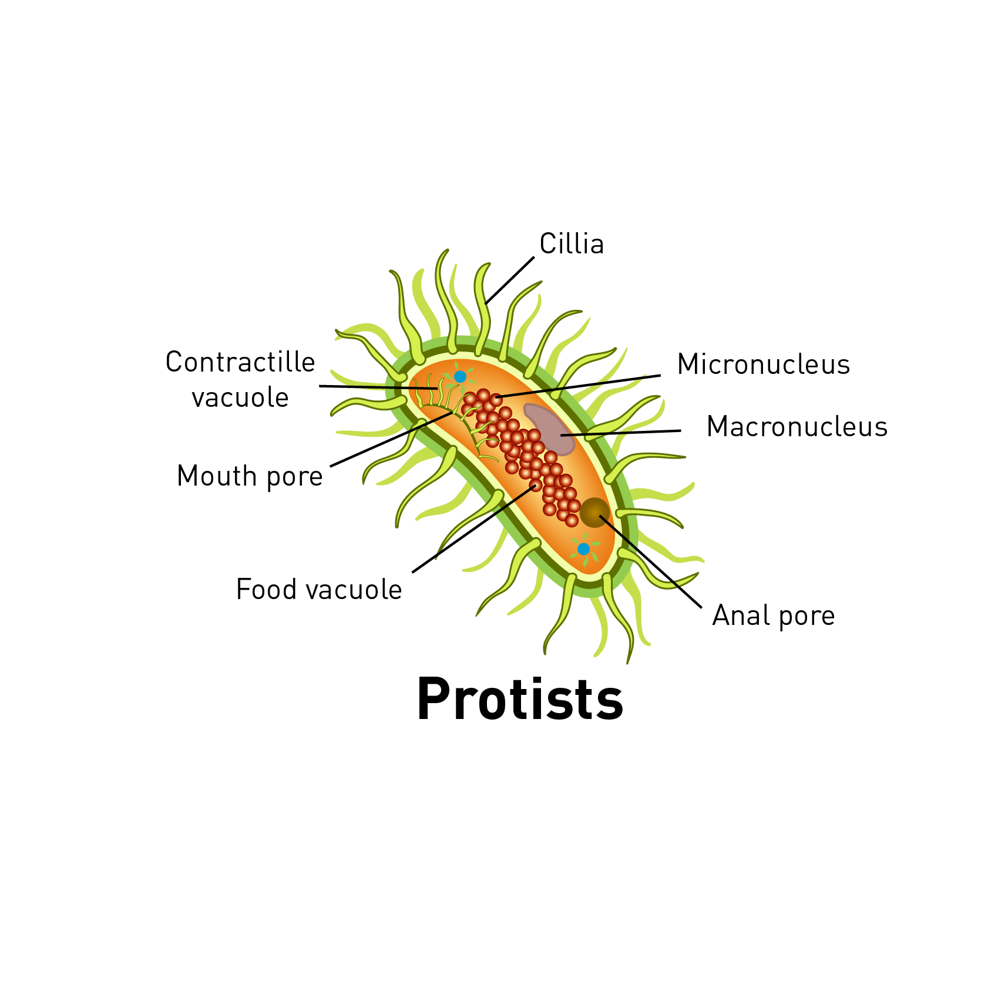 Cillia
Contractille
vacuole
Micronucleus
Macronucleus
Mouth pore
Food vacuole
Anal pore
Protists